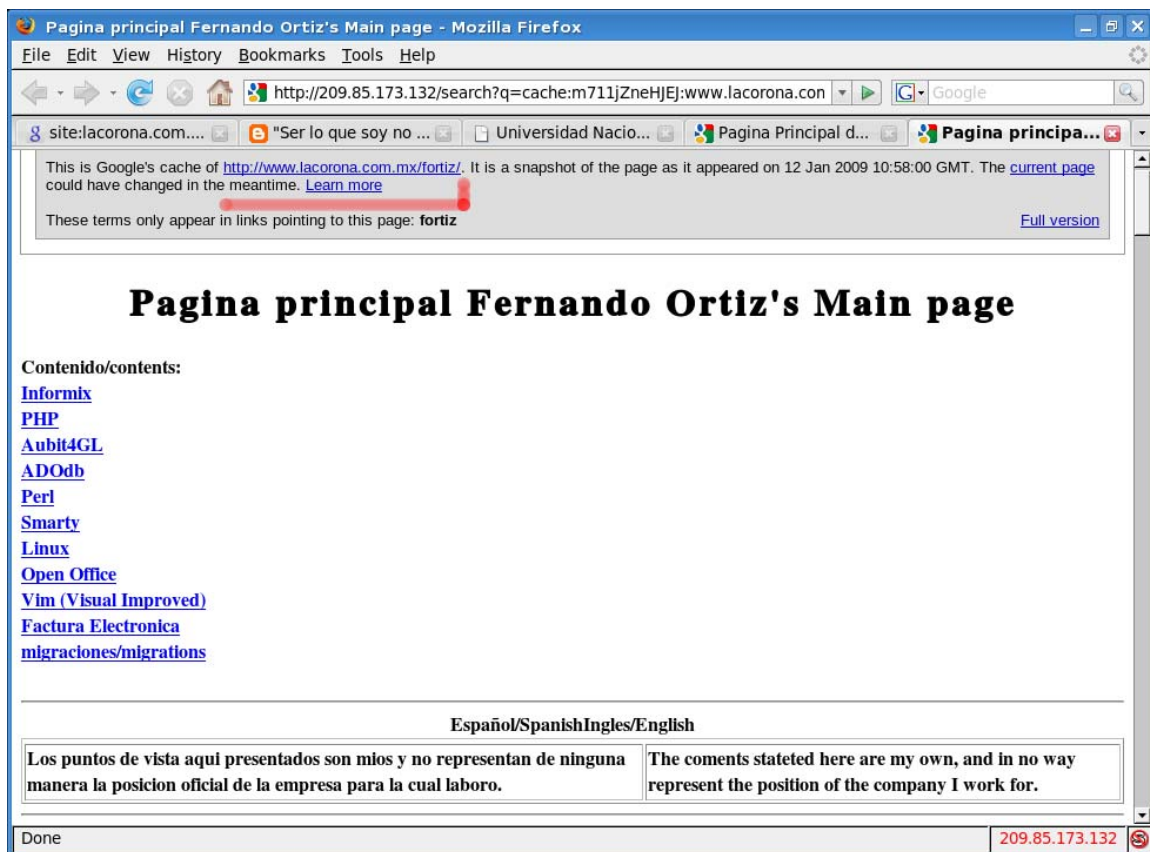 Pagina principal Fernando Ortiz's Main page - Mozilla Firefox
File Edit View History Bookmarks Tools Help
http://209.85.173.132/search?q=cache:m711jZneHJEJ:www.lacorona.con
Google
site:lacorona.com.... "Ser lo que soy no ... Universidad Nacio... Pagina Principal d... Pagina principa...
This is Google's cache of http://www.lacorona.com.mx/fortiz/. It is a snapshot of the page as it appeared on 12 Jan 2009 10:58:00 GMT. The current page
could have changed in the meantime. Learn more
These terms only appear in links pointing to this page: fortiz Full version
Pagina principal Fernando Ortiz's Main page
Contenido/contents:
Informix
PHP
Aubit4GL
ADOdb
Perl
Smarty
Linux
Open Office
Vim (Visual Improved)
Factura Electronica
migraciones/migrations
Español/SpanishIngles/English
Los puntos de vista aqui presentados son mios y no representan de ninguna
manera la posicion oficial de la empresa para la cual laboro.
The coments stateted here are my own, and in no way
represent the position of the company I work for.
Done 209.85.173.132